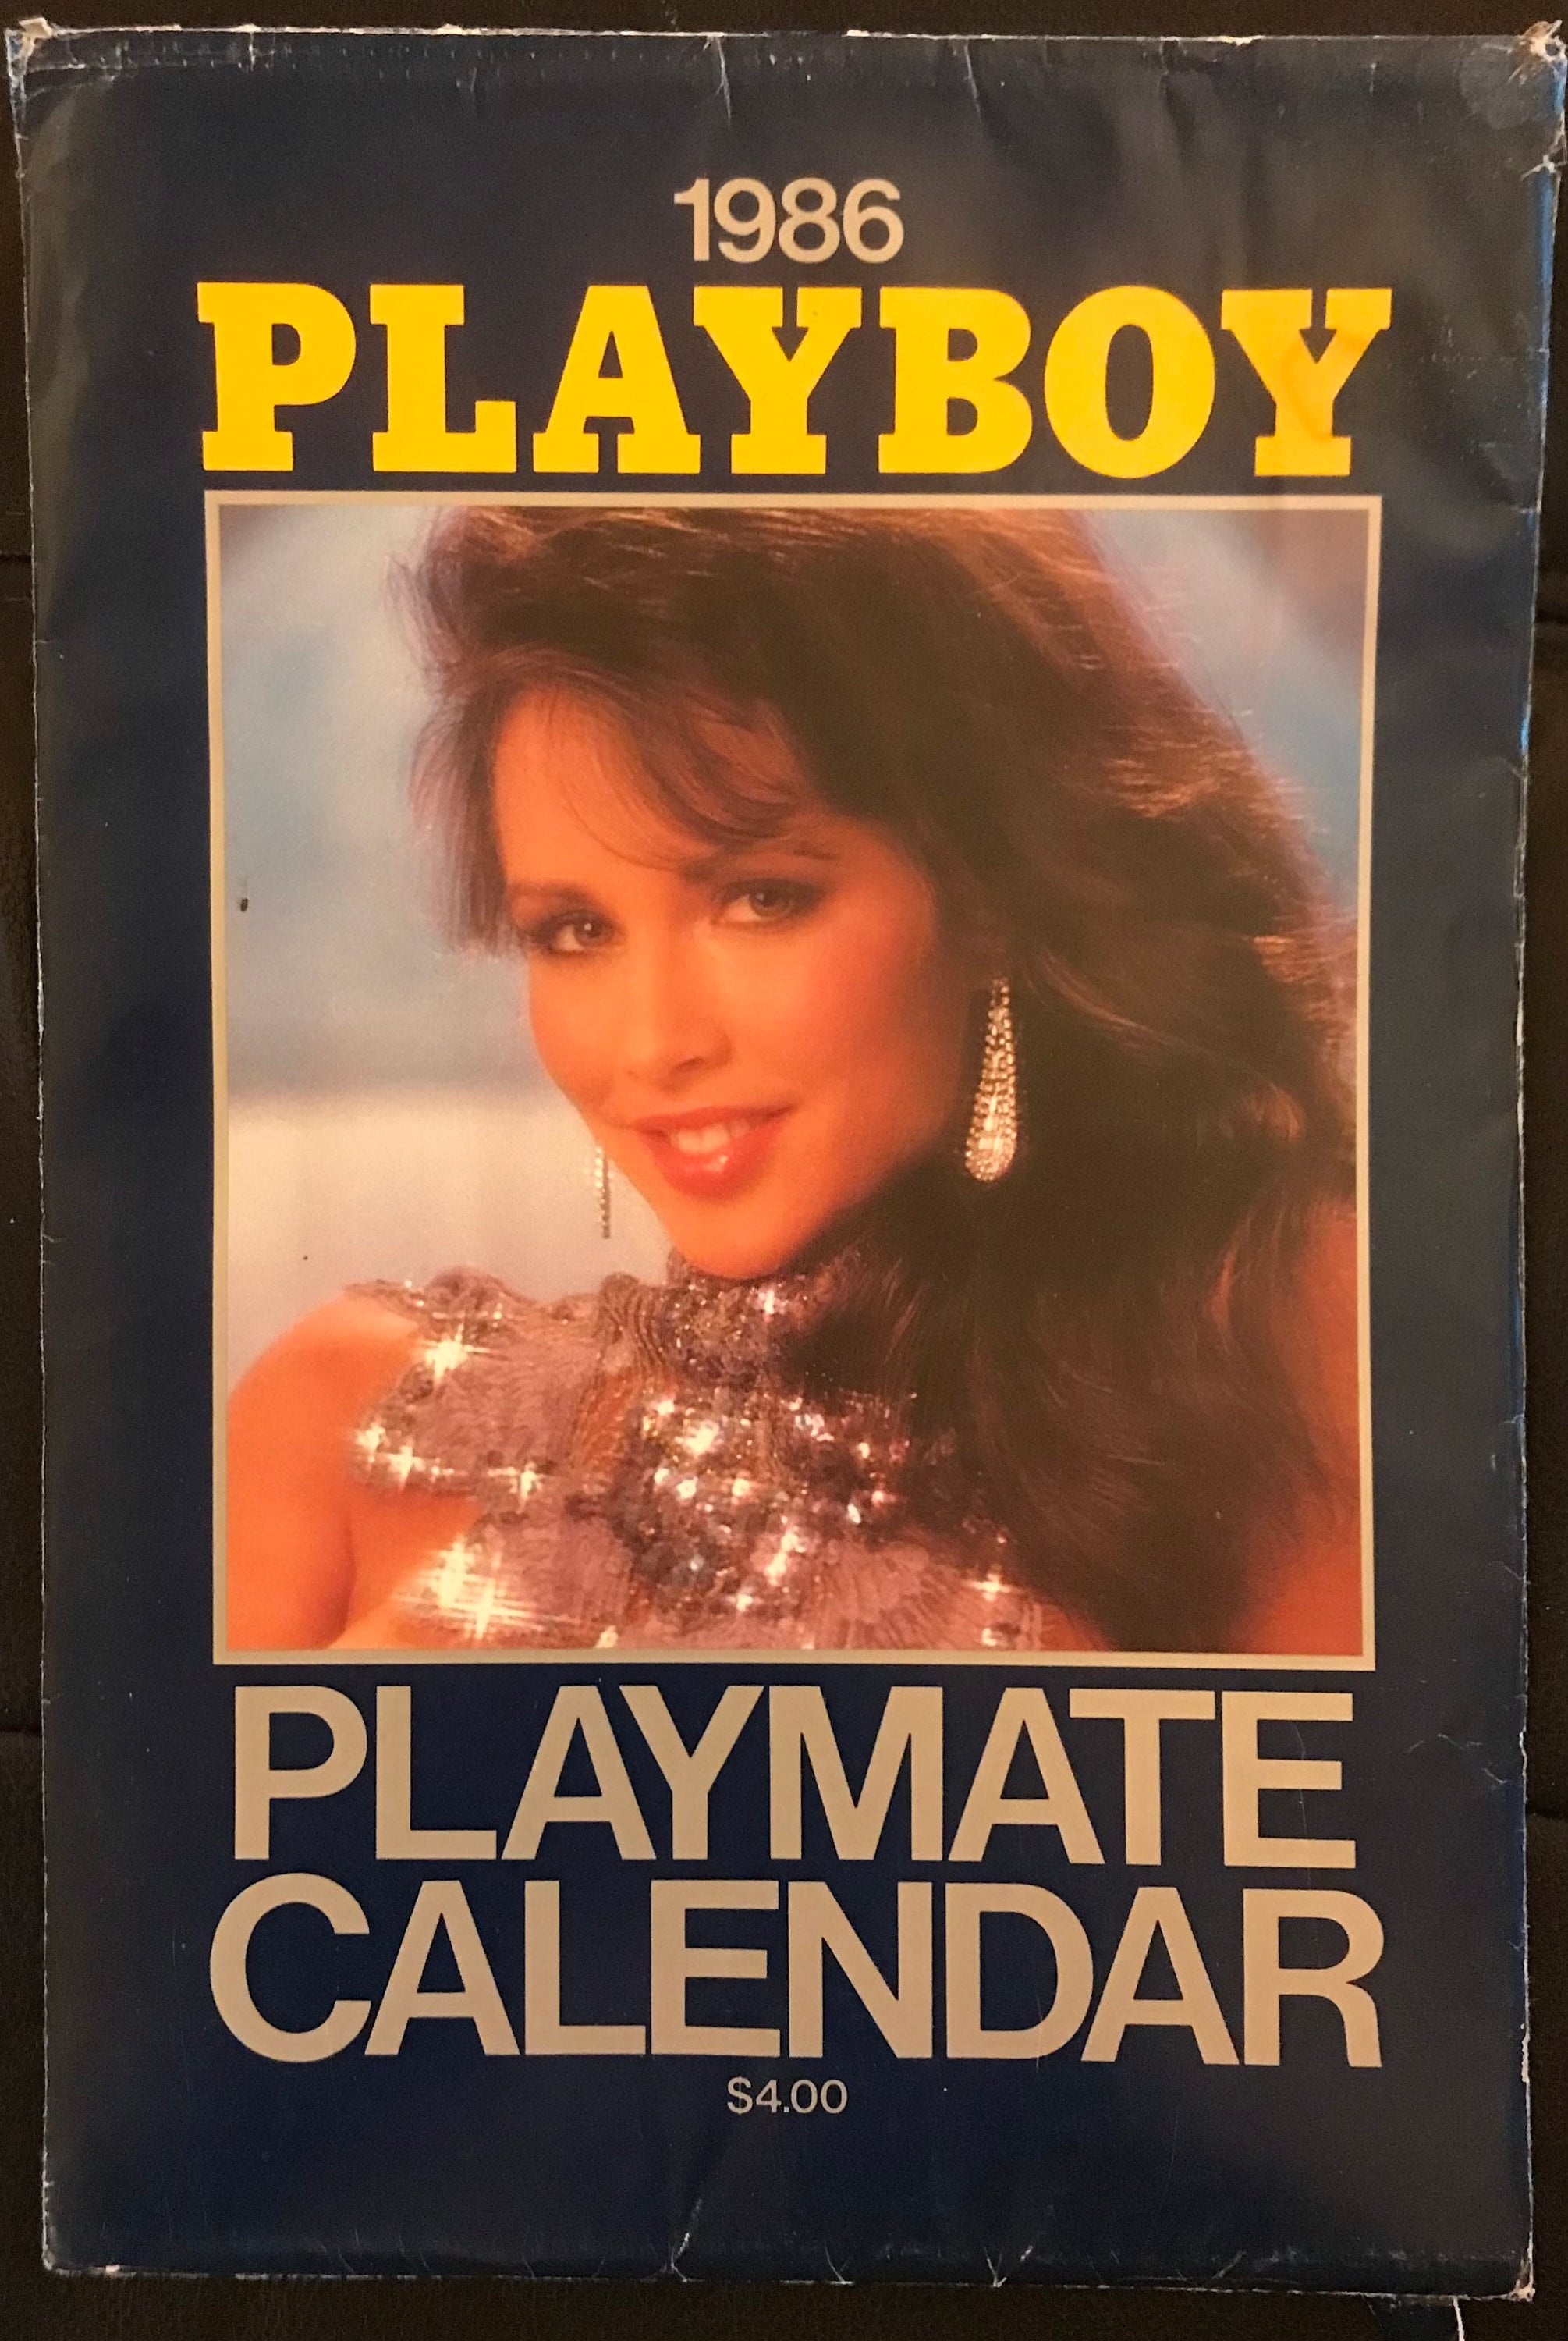 1986
PLAYBOY
PLAYMATE
CALENDAR
$4.00